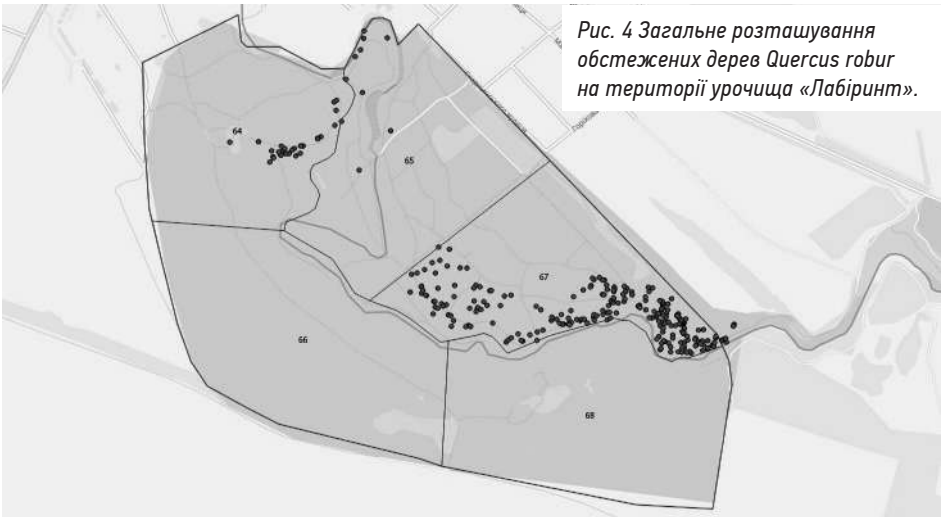 Рис. 4 Загальне розташування
обстежених дерев Quercus robur
на території урочища «Лабіринт».
64
65
67
66
68